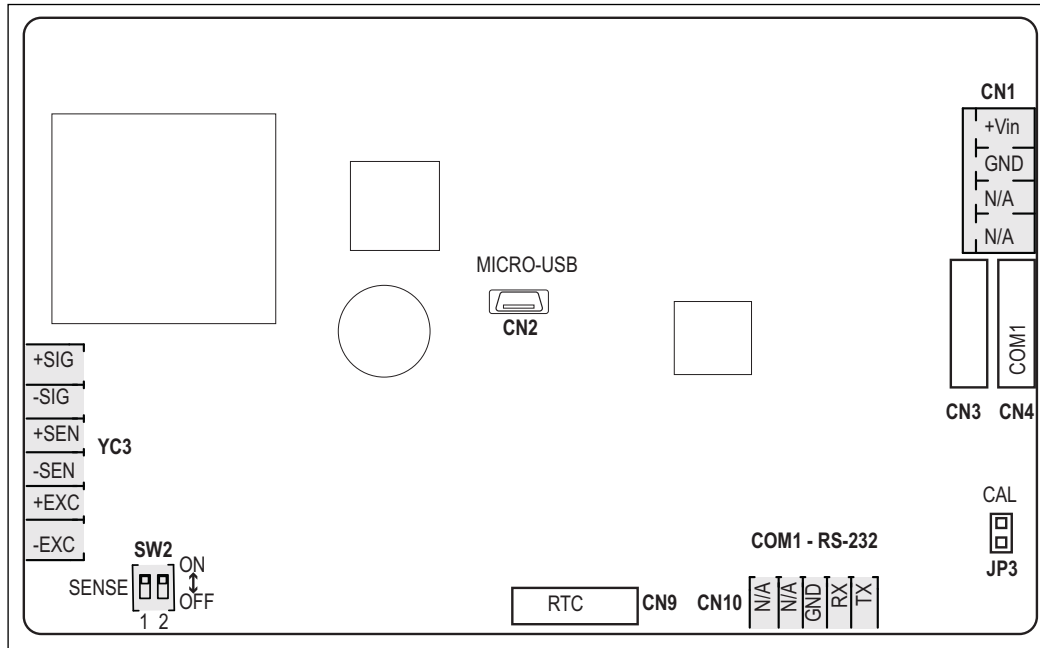 CN1
+Vin
GND
N/A
N/A
MICRO-USB
CN2
COM1
CN3 CN4
+SIG
-SIG
+SEN
-SEN
+EXC
-EXC
YC3
CAL
JP3
SW2
SENSE
ON
OFF
1 2
RTC
CN9
COM1 - RS-232
CN10
N/A
N/A
GND
RX
TX